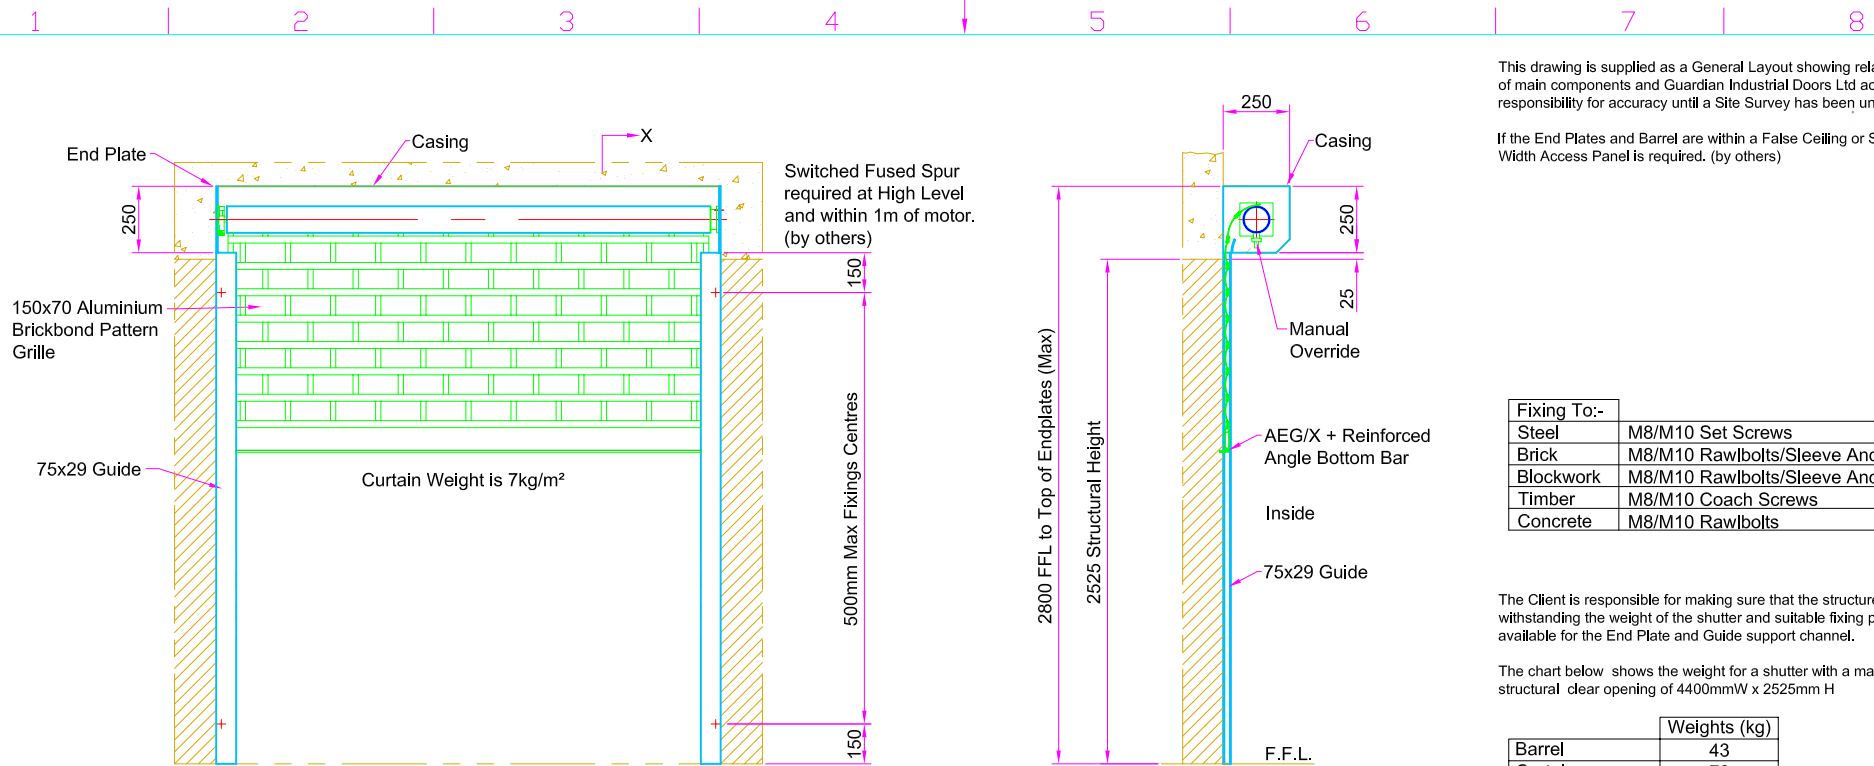 1 2 3 4 5 6 7 8
This drawing is supplied as a General Layout showing
of main components and Guardian Industrial Doors Ltd
responsibility for accuracy until a Site Survey has been
If the End Plates and Barrel are within a False Ceiling or
Width Access Panel is required. (by others)
End Plate
Casing
X
Switched Fused Spur
required at High Level
and within 1m of motor.
(by others)
250
150
150x70 Aluminium
Brickbond Pattern
Grille
75x29 Guide
Curtain Weight is 7kg/m²
500mm Max Fixings Centres
150
250
Casing
250
25
Manual
Override
2800 FFL to Top of Endplates (Max)
2525 Structural Height
AEG/X + Reinforced
Angle Bottom Bar
Inside
75x29 Guide
F.F.L.
Fixing To:-
Steel M8/M10 Set Screws
Brick M8/M10 Rawlbolts/Sleeve
Blockwork M8/M10 Rawlbolts/Sleeve
Timber M8/M10 Coach Screws
Concrete M8/M10 Rawlbolts
The Client is responsible for making sure that the structure
withstanding the weight of the shutter and suitable fixing
available for the End Plate and Guide support channel.
The chart below shows the weight for a shutter with a
structural clear opening of 4400mmW x 2525mm H
Weights (kg)
Barrel 43